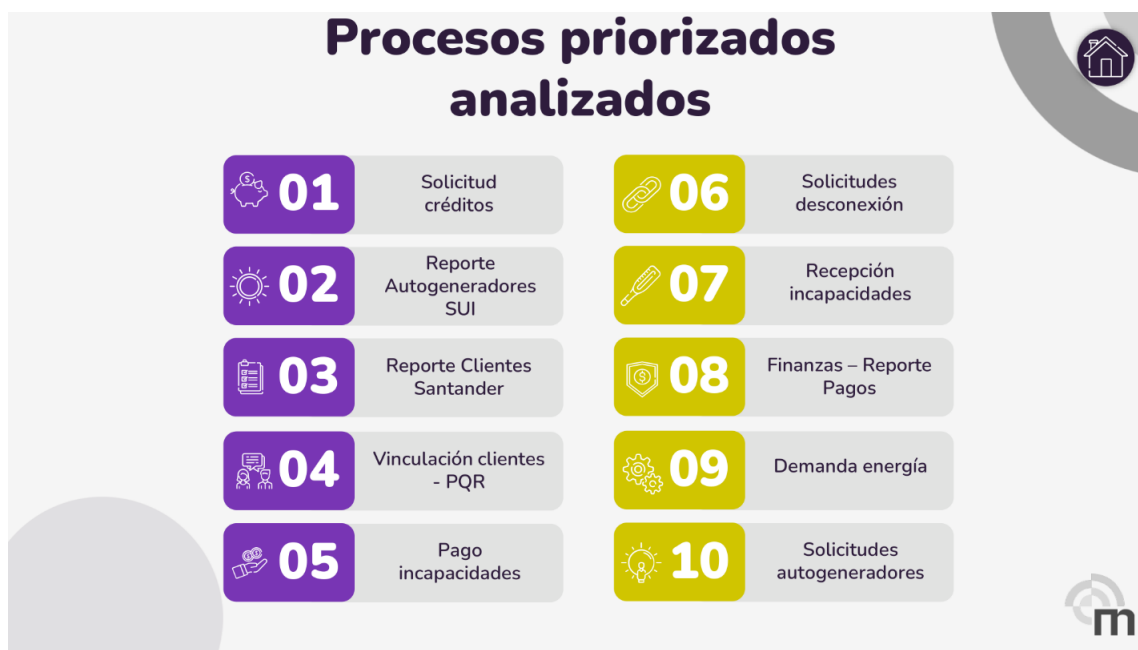 Procesos priorizados
analizados
01
Solicitud
créditos
02
Reporte
Autogeneradores
SUI
03
Reporte Clientes
Santander
04
Vinculación clientes
- PQR
05
Pago
incapacidades
06
Solicitudes
desconexión
07
Recepción
incapacidades
08
Finanzas – Reporte
Pagos
09
Demanda energía
10
Solicitudes
autogeneradores
m